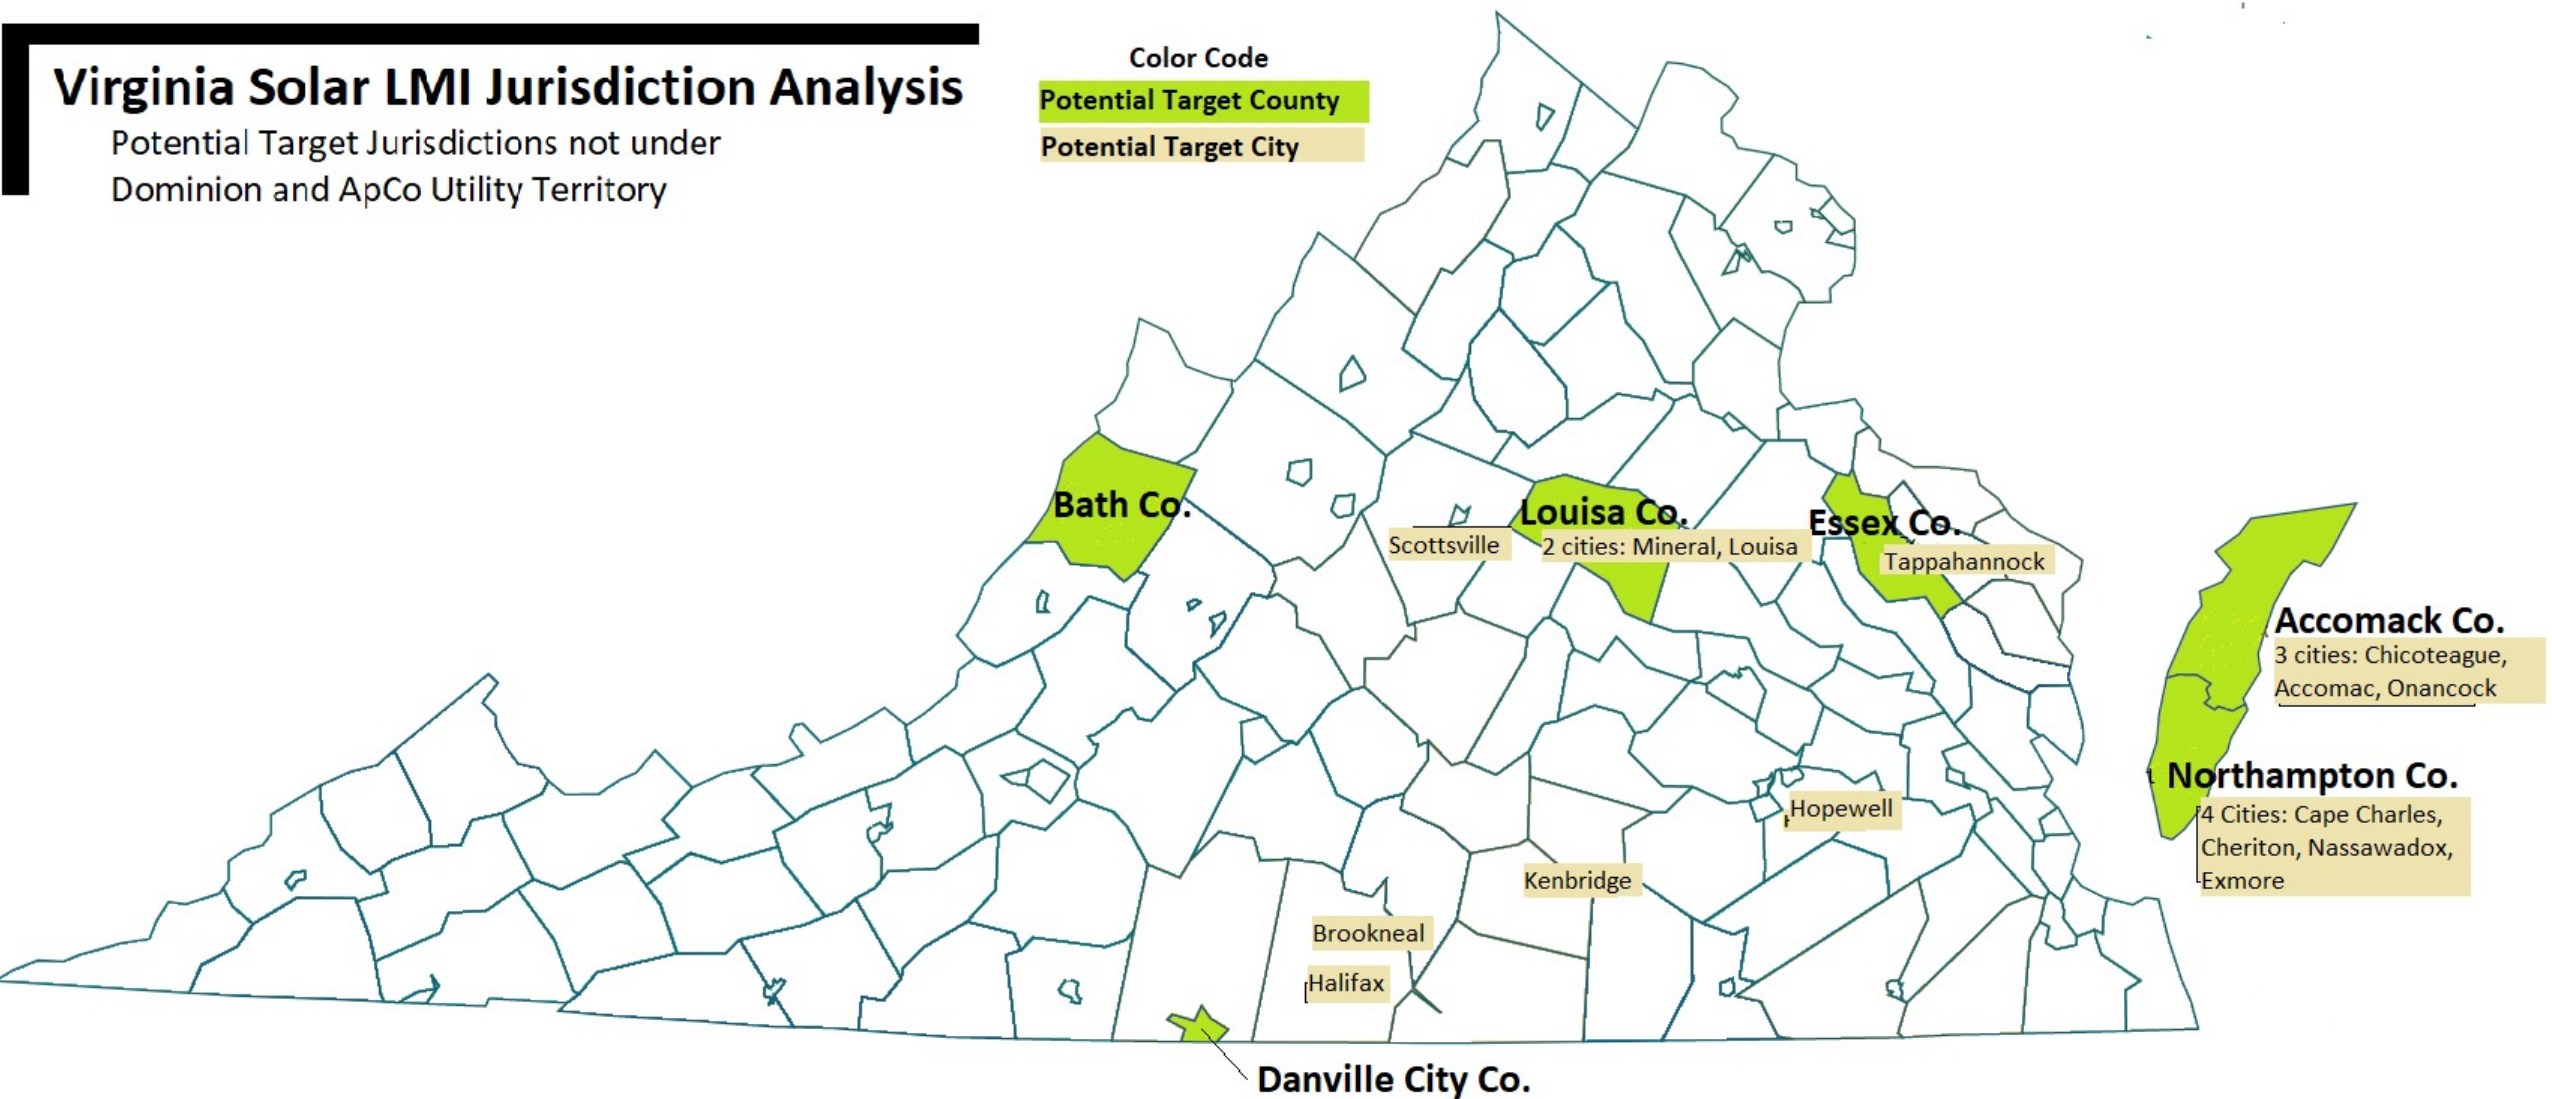 Virginia Solar LMI Jurisdiction Analysis
Potential Target Jurisdictions not under
Dominion and ApCo Utility Territory
Color Code
Potential Target County
Potential Target City
Bath Co.
Louisa Co.
Scottsville
2 cities: Mineral, Louisa
Essex Co.
Tappahannock
Accomack Co.
3 cities: Chicoteague,
Accomac, Onancock
Northampton Co.
4 Cities: Cape Charles,
Cheriton, Nassawadox,
Exmore
Hopewell
Kenbridge
Brookneal
Halifax
Danville City Co.